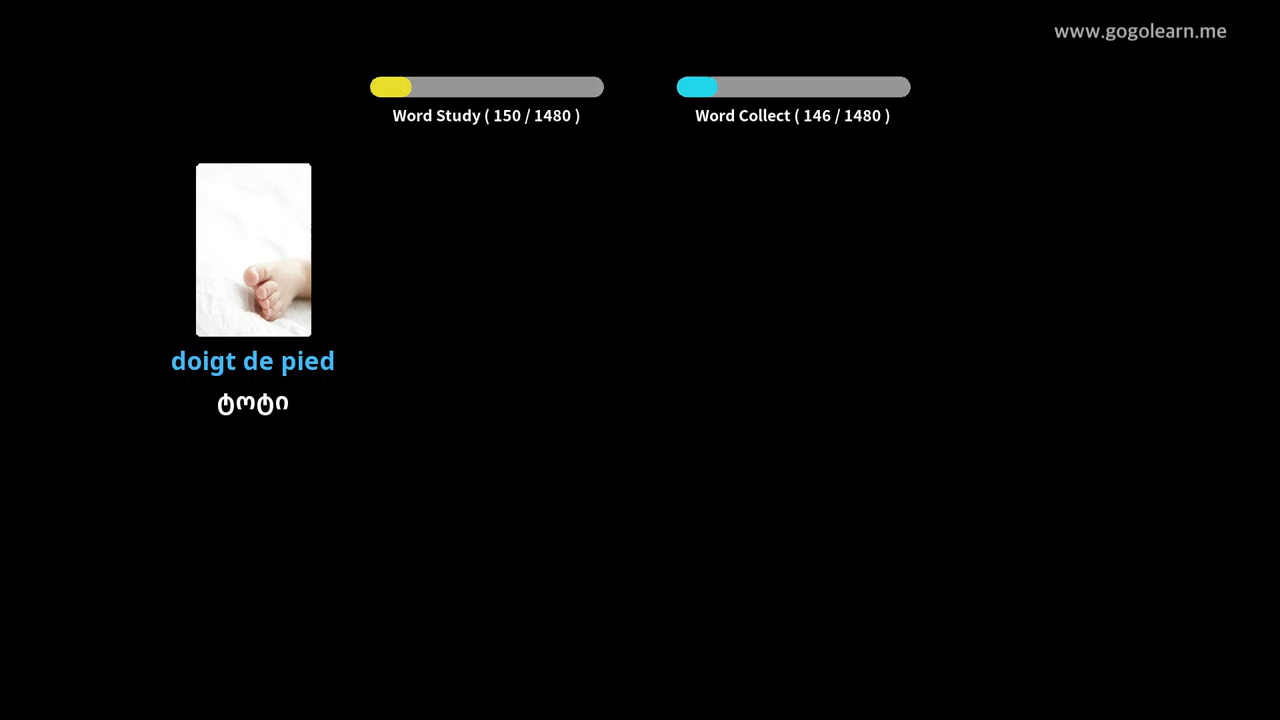 www.gogolearn.me
Word Study ( 150 / 1480 )
Word Collect ( 146 / 1480 )
doigt de pied
ტოტი